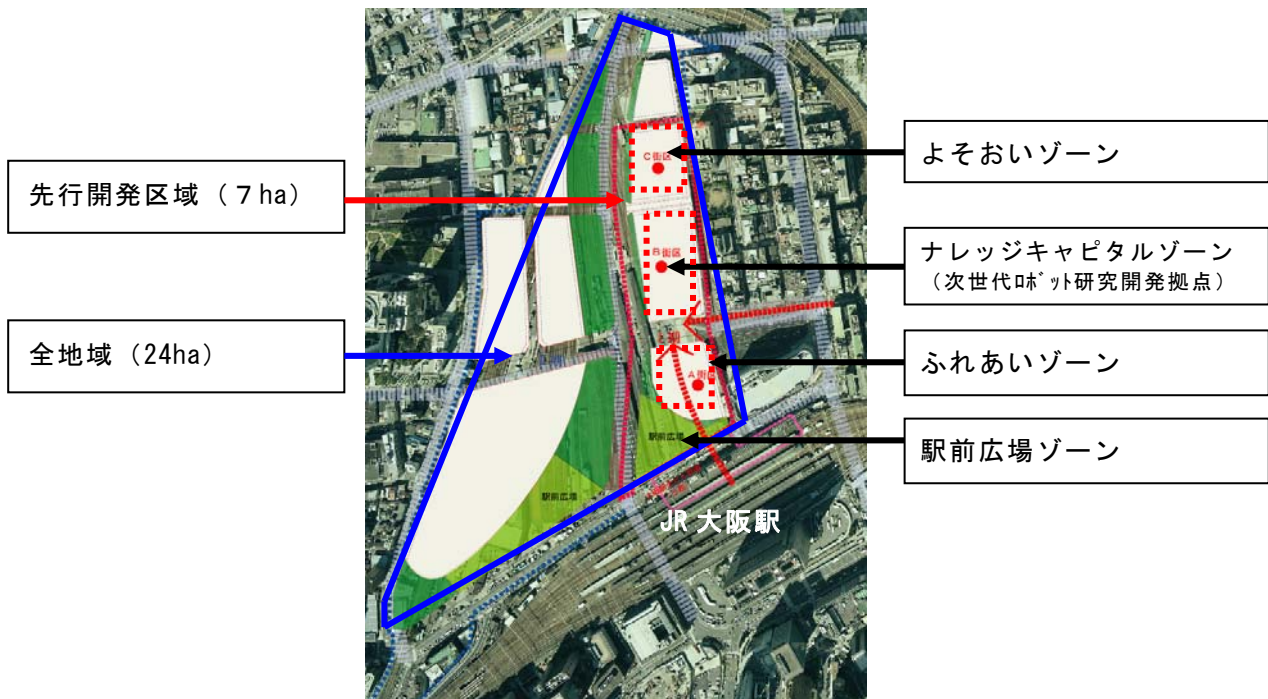 先行開発区域（７ha）
全地域（24ha）
よそおいゾーン
ナレッジキャピタルゾーン
（次世代ﾛﾎﾞｯﾄ研究開発拠点）
ふれあいゾーン
駅前広場ゾーン
C街区
B街区
A街
駅前広場
駅前広場
JR 大阪駅